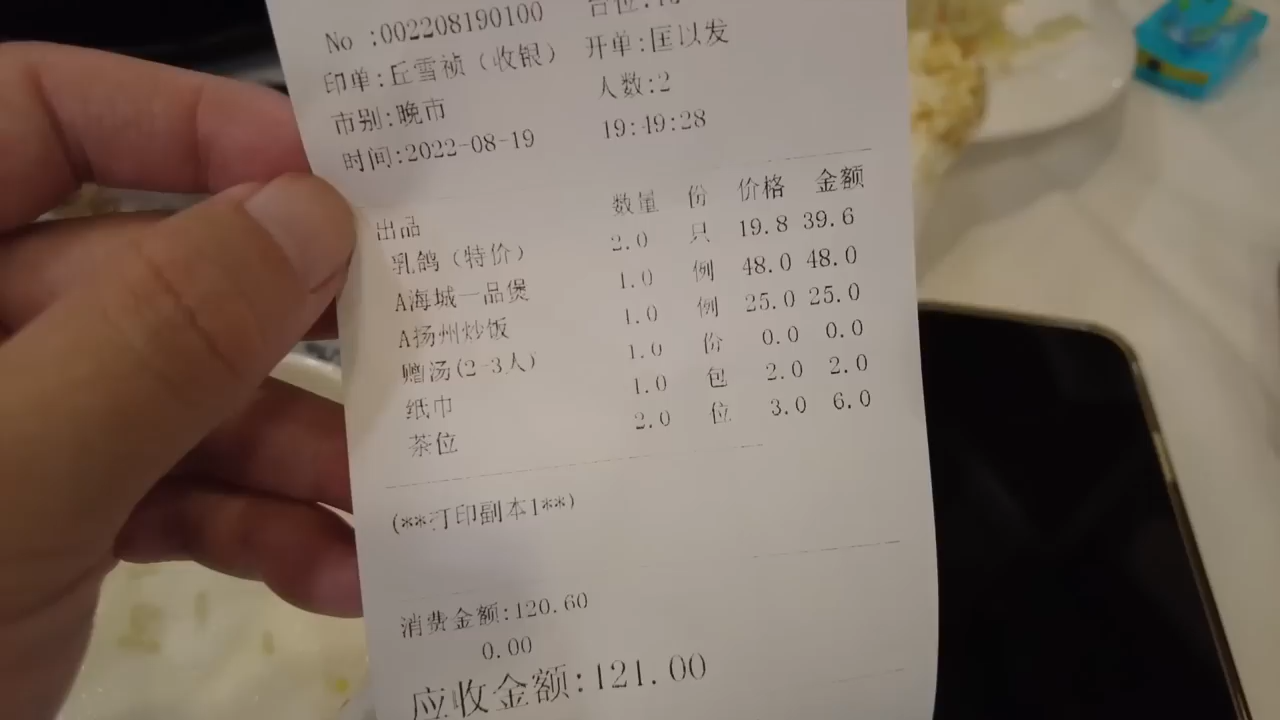 No :002208190100 台位:
印单:丘雪祯（收银） 开单:匡以发
市别:晚市 人数:2
时间:2022-08-19 19:49:28
出品 数量 份 价格 金额
乳鸽（特价） 2.0 只 19.8 39.6
A海城一品煲 1.0 例 48.0 48.0
A扬州炒饭 1.0 例 25.0 25.0
赠汤(2-3人) 1.0 份 0.0 0.0
纸巾 1.0 包 2.0 2.0
茶位 2.0 位 3.0 6.0
(**打印副本1**)
消费金额:120.60
0.00
应收金额:121.00